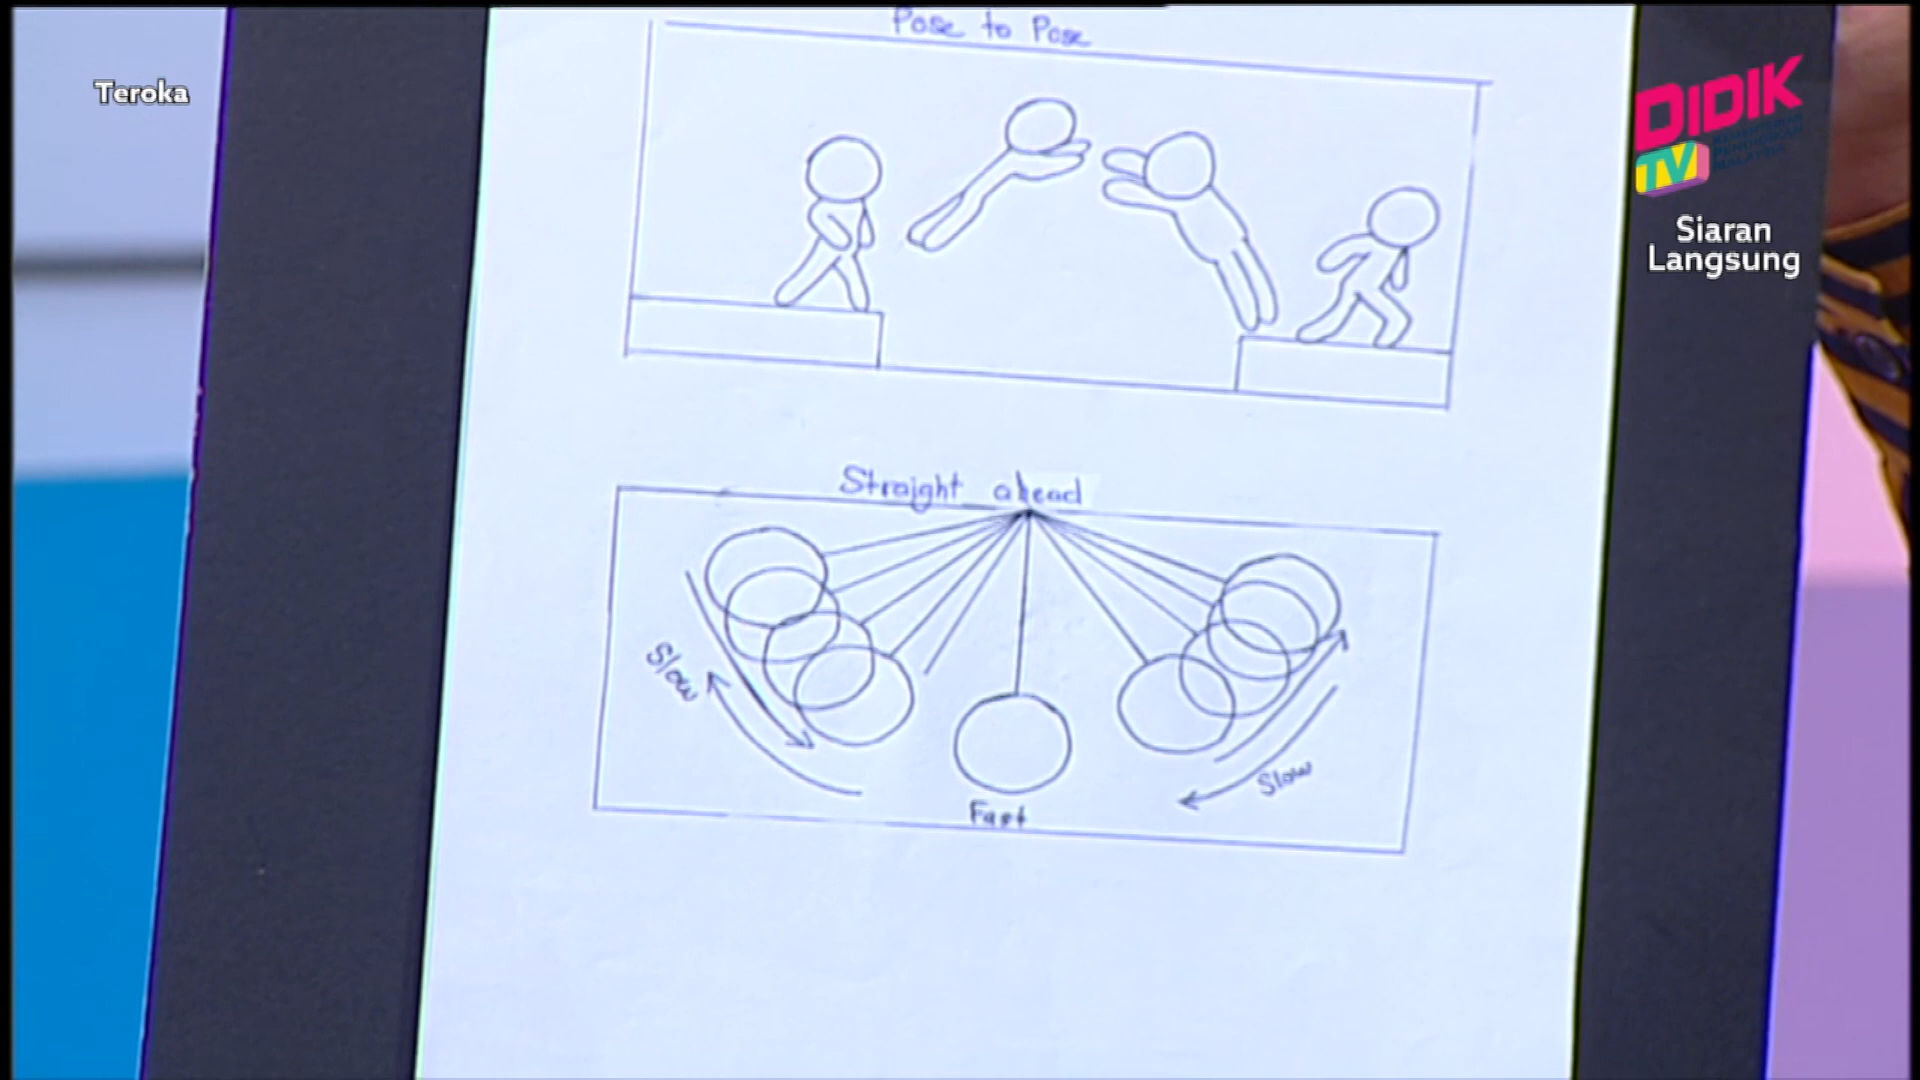 Teroka
Pose to Pose
DIDIK
TV
Siaran
Langsung
Straight ahead
Slow
Slow
Fast